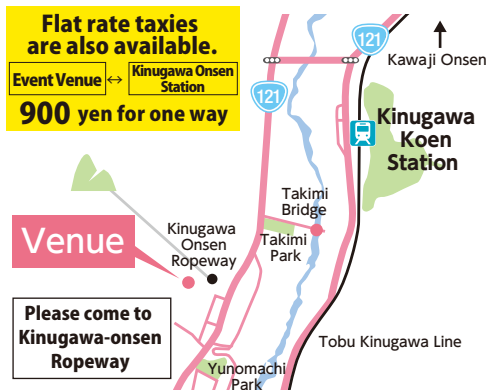 Flat rate taxies
are also available.
Event Venue ↔ Kinugawa Onsen
Station
900 yen for one way
121
Kawaji Onsen
121
Kinugawa
Koen
Station
Takimi
Bridge
Kinugawa
Onsen
Ropeway
Takimi
Park
Venue
Please come to
Kinugawa-onsen
Ropeway
Tobu Kinugawa Line
Yunomachi
Park